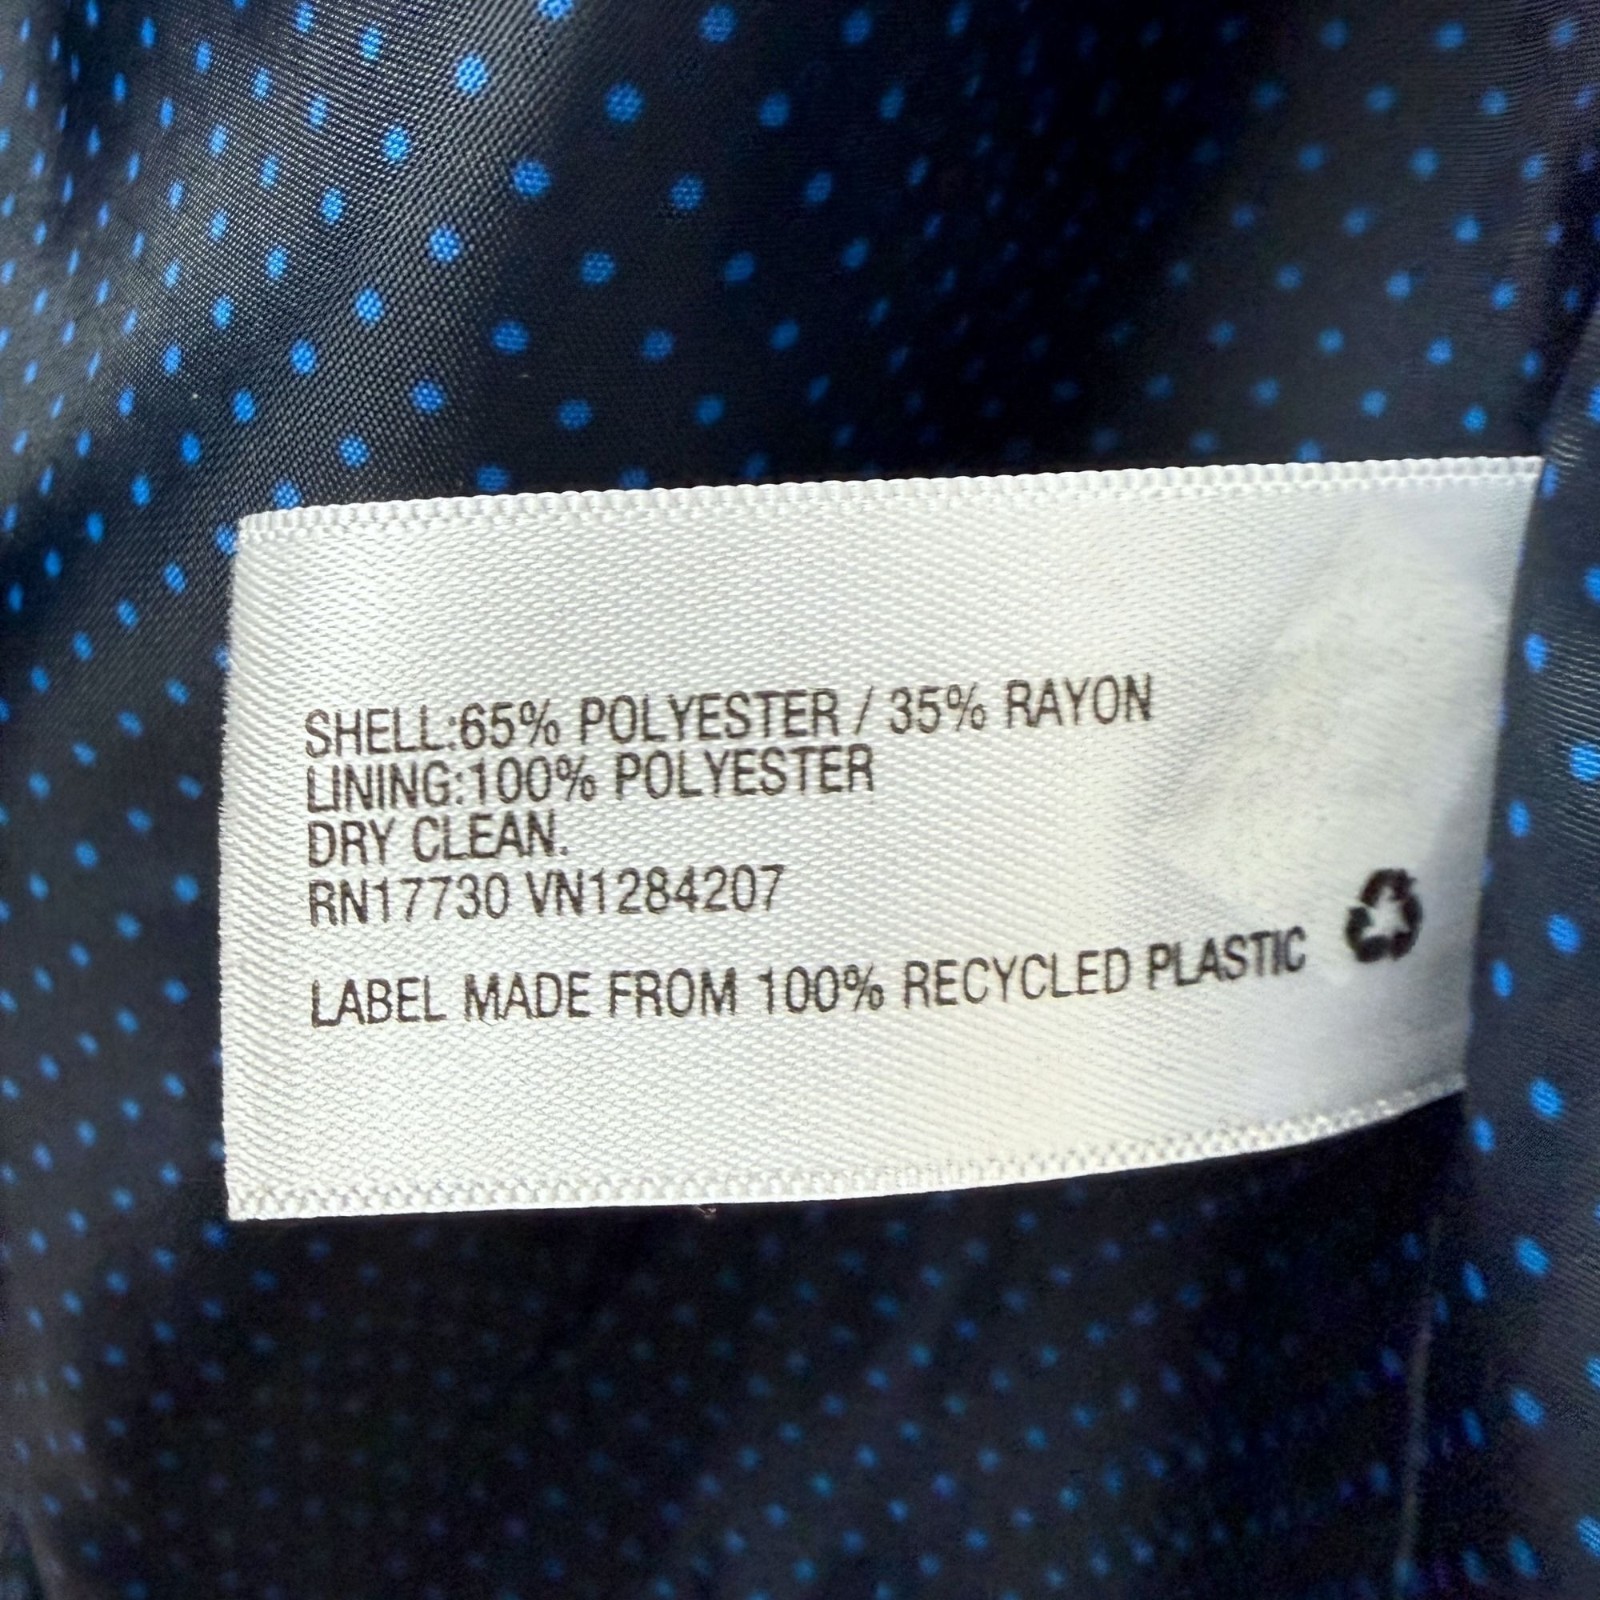 SHELL:65% POLYESTER / 35% RAYON
LINING:100% POLYESTER
DRY CLEAN.
RN17730 VN1284207
LABEL MADE FROM 100% RECYCLED PLASTIC